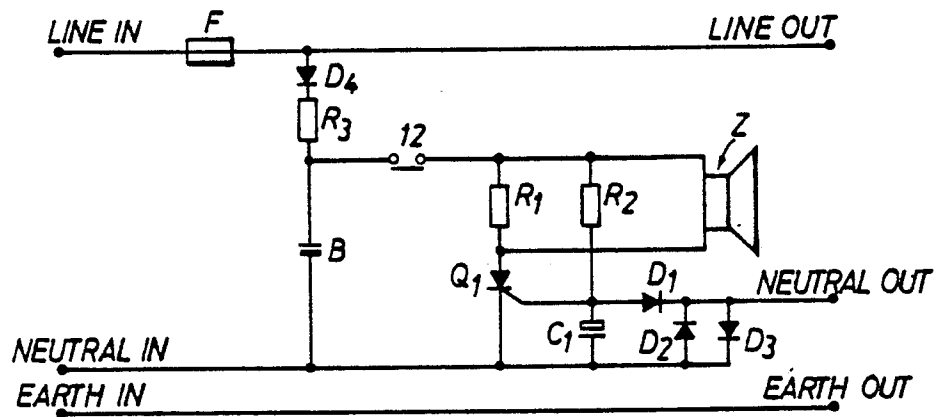 LINE IN
F
LINE OUT
D4
R3
12
Z
R1
R2
B
Q1
D1
NEUTRAL OUT
C1
D2
D3
NEUTRAL IN
EARTH IN
EARTH OUT